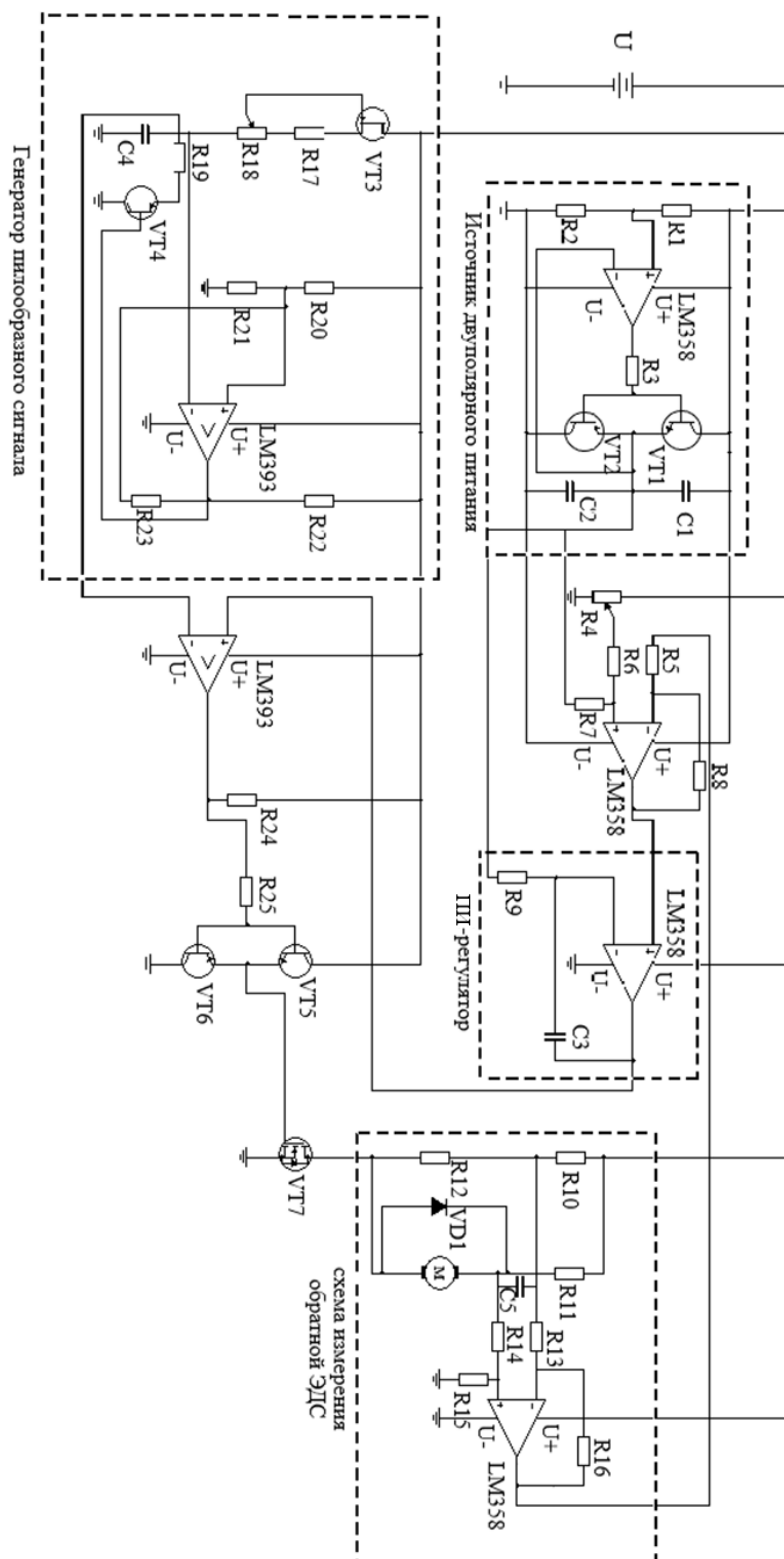 U
Источник двуполярного питания
R1
R2
LM358
U+
U-
+
-
R3
VT1
VT2
C1
C2
R4
R5
R6
R7
-
+
U+
U-
LM358
R8
ПИ-регулятор
R9
LM358
+
-
U+
U-
C3
схема измерения
обратной ЭДС
R10
R11
R12
VD1
M
C5
R13
R14
R15
-
+
U+
U-
LM358
R16
Генератор пилообразного сигнала
VT3
R17
R18
R19
C4
VT4
R20
R21
+
-
U+
U-
LM393
R22
R23
+
-
U+
U-
LM393
R24
R25
VT5
VT6
VT7